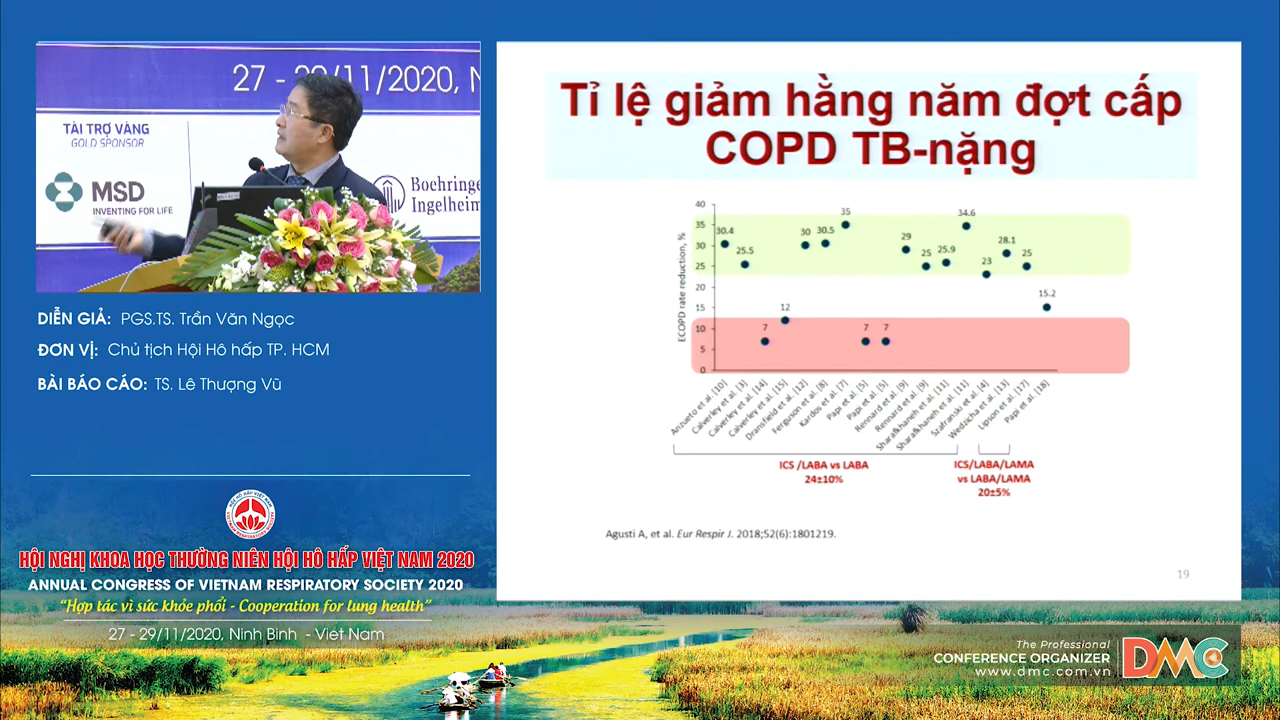 27 - 29/11/2020, N
TÀI TRỢ VÀNG
GOLD SPONSOR
MSD
INVENTING FOR LIFE
Boehringe
Ingelheim
DIỄN GIẢ: PGS.TS. Trần Văn Ngọc
ĐƠN VỊ: Chủ tịch Hội Hô hấp TP. HCM
BÀI BÁO CÁO: TS. Lê Thượng Vũ
HỘI NGHỊ KHOA HỌC THƯỜNG NIÊN HỘI HÔ HẤP VIỆT NAM 2020
ANNUAL CONGRESS OF VIETNAM RESPIRATORY SOCIETY 2020
“Hợp tác vì sức khỏe phổi - Cooperation for lung health”
27 - 29/11/2020, Ninh Binh - Viet Nam
Tỉ lệ giảm hằng năm đợt cấp
COPD TB-nặng
ECOPD rate reduction, %
40
35
30
25
20
15
10
5
0
30.4
25.5
7
12
30
30.5
35
7
7
29
25
25.9
34.6
23
28.1
25
15.2
Anzueto et al. [10]
Calverley et al. [3]
Calverley et al. [14]
Calverley et al. [15]
Dransfield et al. [12]
Ferguson et al. [8]
Kardos et al. [7]
Papi et al. [5]
Papi et al. [5]
Rennard et al. [9]
Rennard et al. [9]
Sharafkhaneh et al. [11]
Sharafkhaneh et al. [11]
Szafranski et al. [4]
Wedzicha et al. [13]
Lipson et al. [17]
Papi et al. [18]
ICS /LABA vs LABA
24±10%
ICS/LABA/LAMA
vs LABA/LAMA
20±5%
Agusti A, et al. Eur Respir J. 2018;52(6):1801219.
19
The Professional
CONFERENCE ORGANIZER
www.dmc.com.vn
DMC